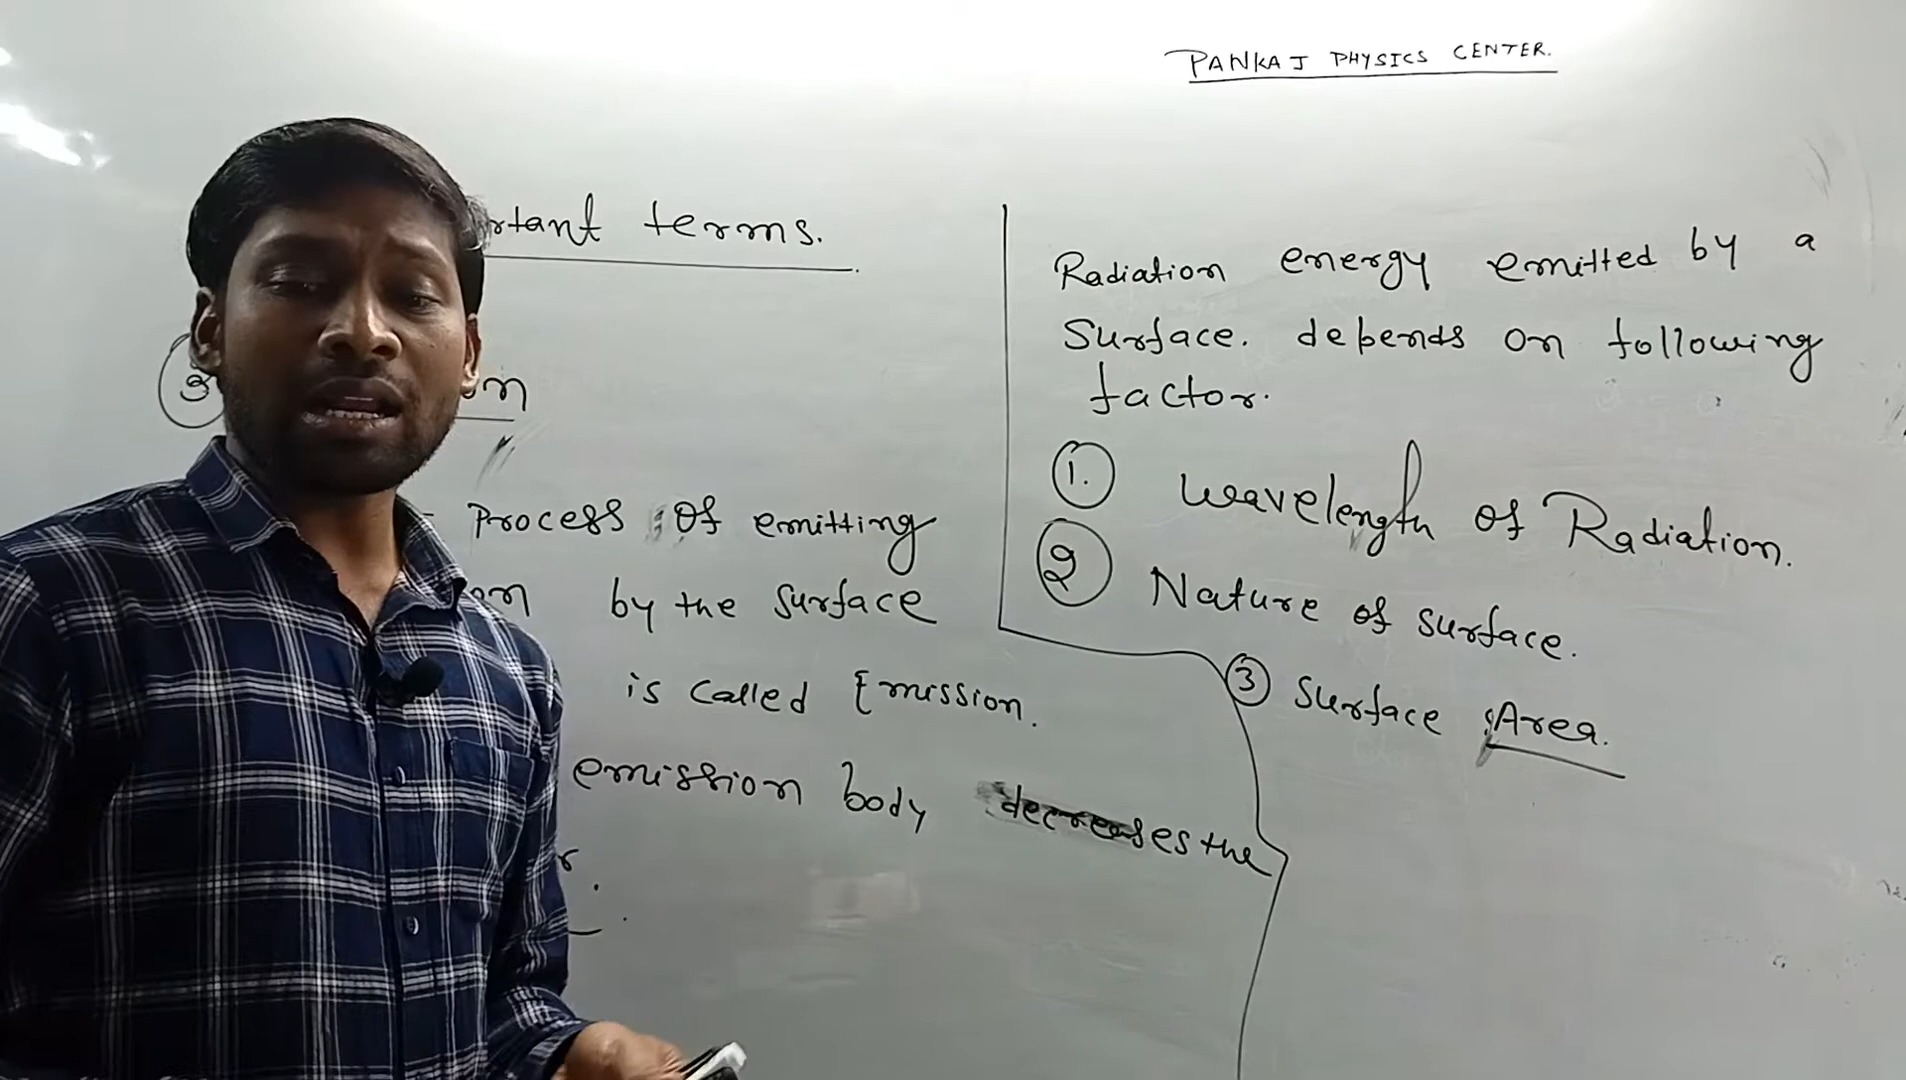 PANKAJ PHYSICS CENTER.
rtant terms.
3
on
Process of emitting
on by the surface
is called Emission.
emission body decreases the
r.
Radiation energy emitted by a
Surface. depends on following
factor.
1. wavelength of Radiation.
2 Nature of surface.
3 Surface Area.